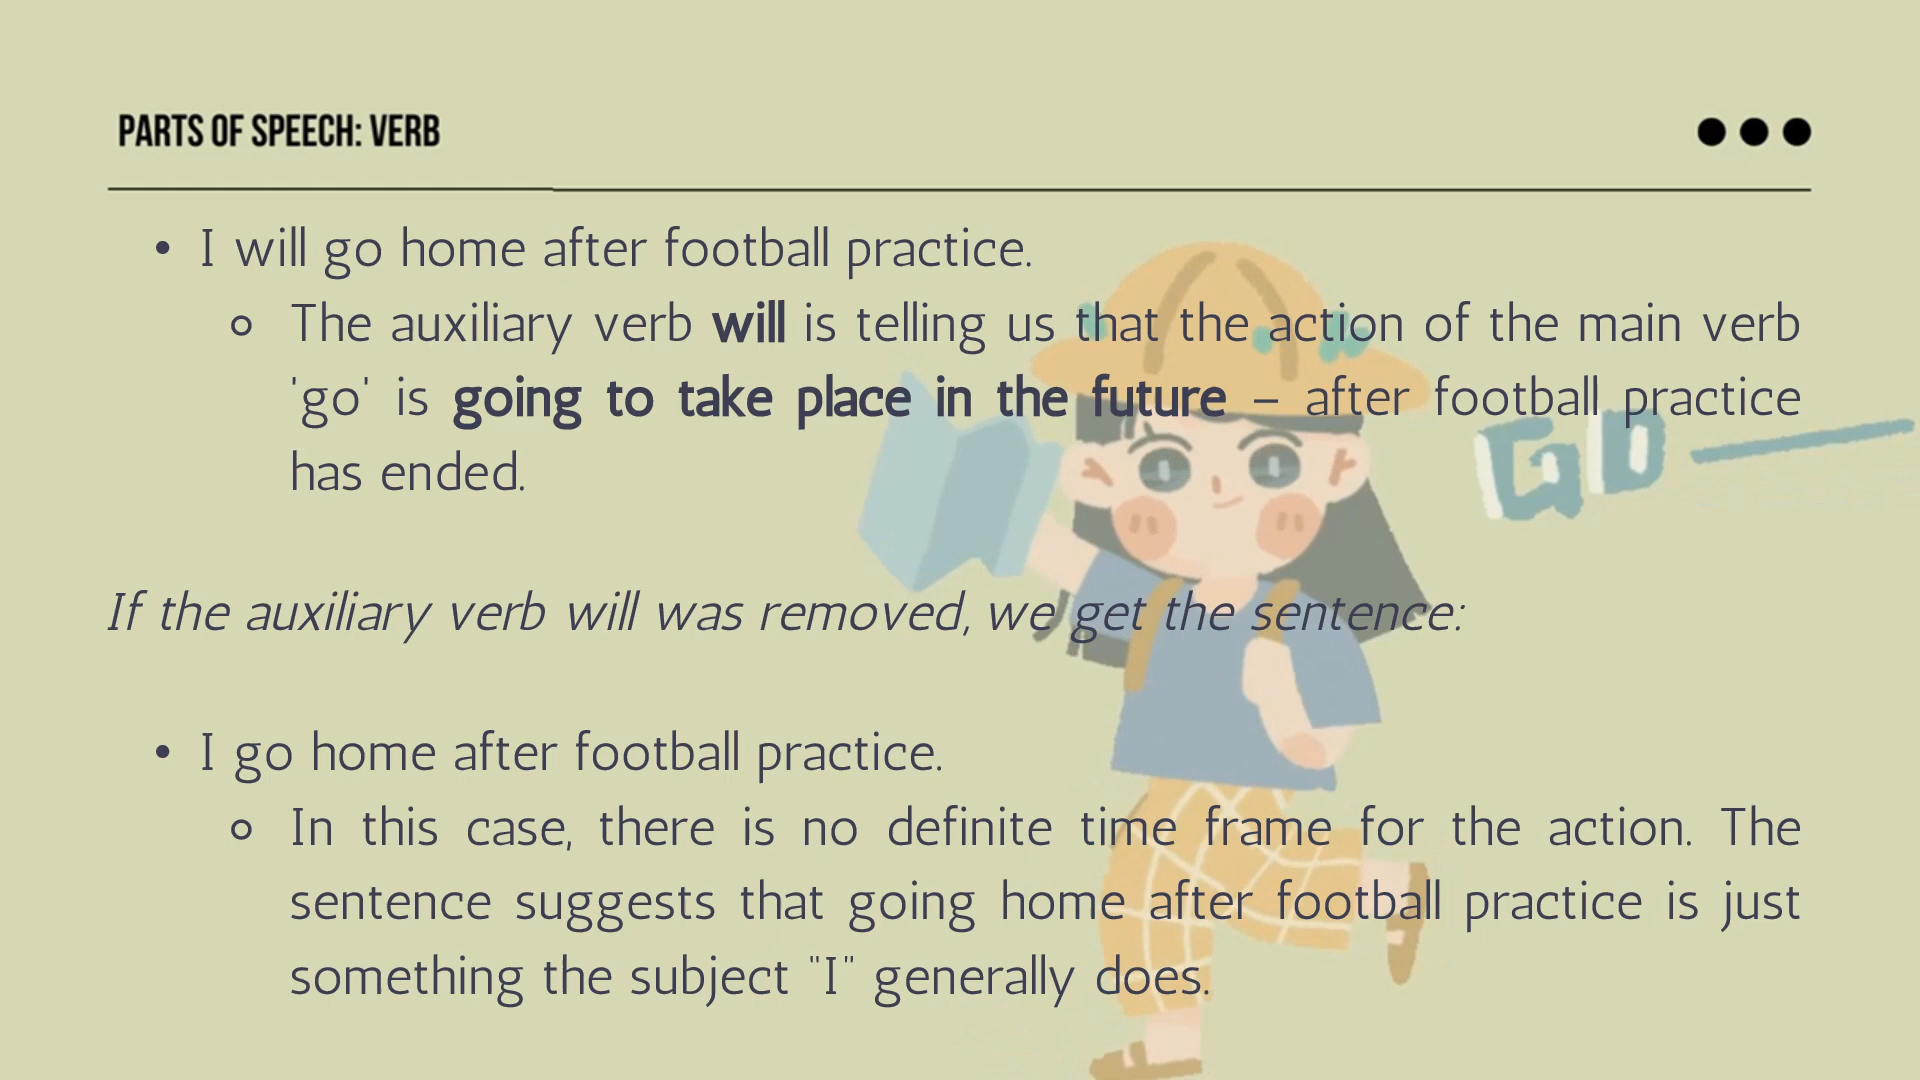 PARTS OF SPEECH: VERB
• I will go home after football practice.
○ The auxiliary verb will is telling us that the action of the main verb
'go' is going to take place in the future – after football practice
has ended.
GO
If the auxiliary verb will was removed, we get the sentence:
• I go home after football practice.
○ In this case, there is no definite time frame for the action. The
sentence suggests that going home after football practice is just
something the subject "I" generally does.